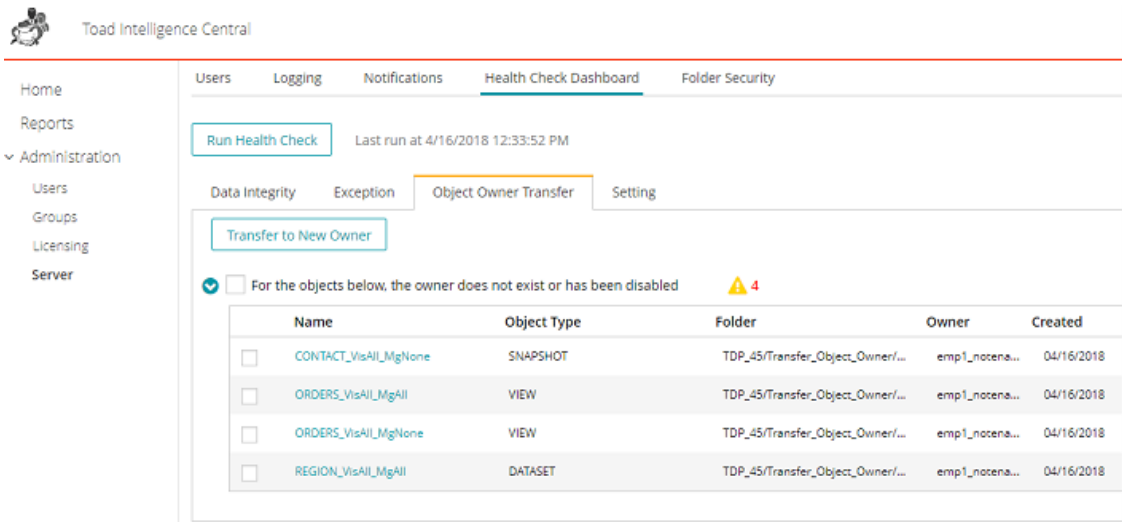 Toad Intelligence Central
Home
Reports
Administration
Users
Groups
Licensing
Server
Users Logging Notifications Health Check Dashboard Folder Security
Run Health Check Last run at 4/16/2018 12:33:52 PM
Data Integrity Exception Object Owner Transfer Setting
Transfer to New Owner
For the objects below, the owner does not exist or has been disabled 4
Name Object Type Folder Owner Created
CONTACT_VisAll_MgNone SNAPSHOT TDP_45/Transfer_Object_Owner/... emp1_notena... 04/16/2018
ORDERS_VisAll_MgAll VIEW TDP_45/Transfer_Object_Owner/... emp1_notena... 04/16/2018
ORDERS_VisAll_MgNone VIEW TDP_45/Transfer_Object_Owner/... emp1_notena... 04/16/2018
REGION_VisAll_MgAll DATASET TDP_45/Transfer_Object_Owner/... emp1_notena... 04/16/2018